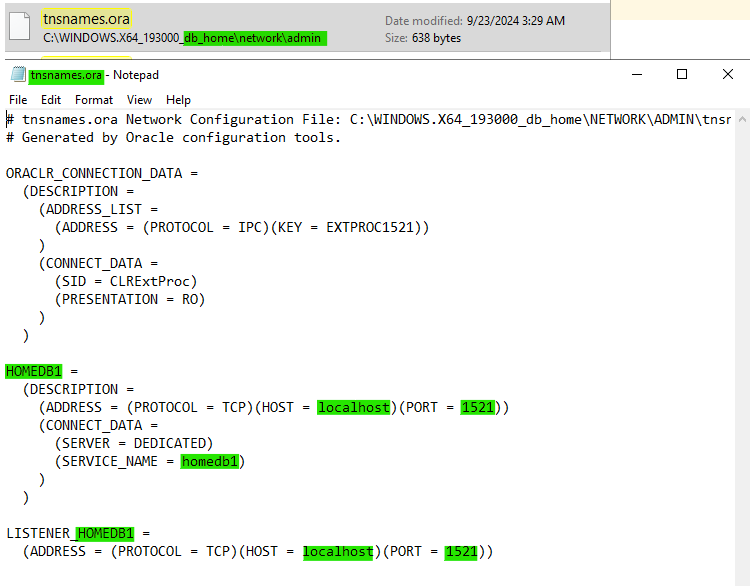 tnsnames.ora
Date modified: 9/23/2024 3:29 AM
C:\WINDOWS.X64_193000_db_home\network\admin
Size: 638 bytes
tnsnames.ora - Notepad
File Edit Format View Help
# tnsnames.ora Network Configuration File: C:\WINDOWS.X64_193000_db_home\NETWORK\ADMIN\tnsr
# Generated by Oracle configuration tools.
ORACLR_CONNECTION_DATA =
(DESCRIPTION =
(ADDRESS_LIST =
(ADDRESS = (PROTOCOL = IPC)(KEY = EXTPROC1521))
)
(CONNECT_DATA =
(SID = CLRExtProc)
(PRESENTATION = RO)
)
)
HOMEDB1 =
(DESCRIPTION =
(ADDRESS = (PROTOCOL = TCP)(HOST = localhost)(PORT = 1521))
(CONNECT_DATA =
(SERVER = DEDICATED)
(SERVICE_NAME = homedb1)
)
)
LISTENER_HOMEDB1 =
(ADDRESS = (PROTOCOL = TCP)(HOST = localhost)(PORT = 1521))